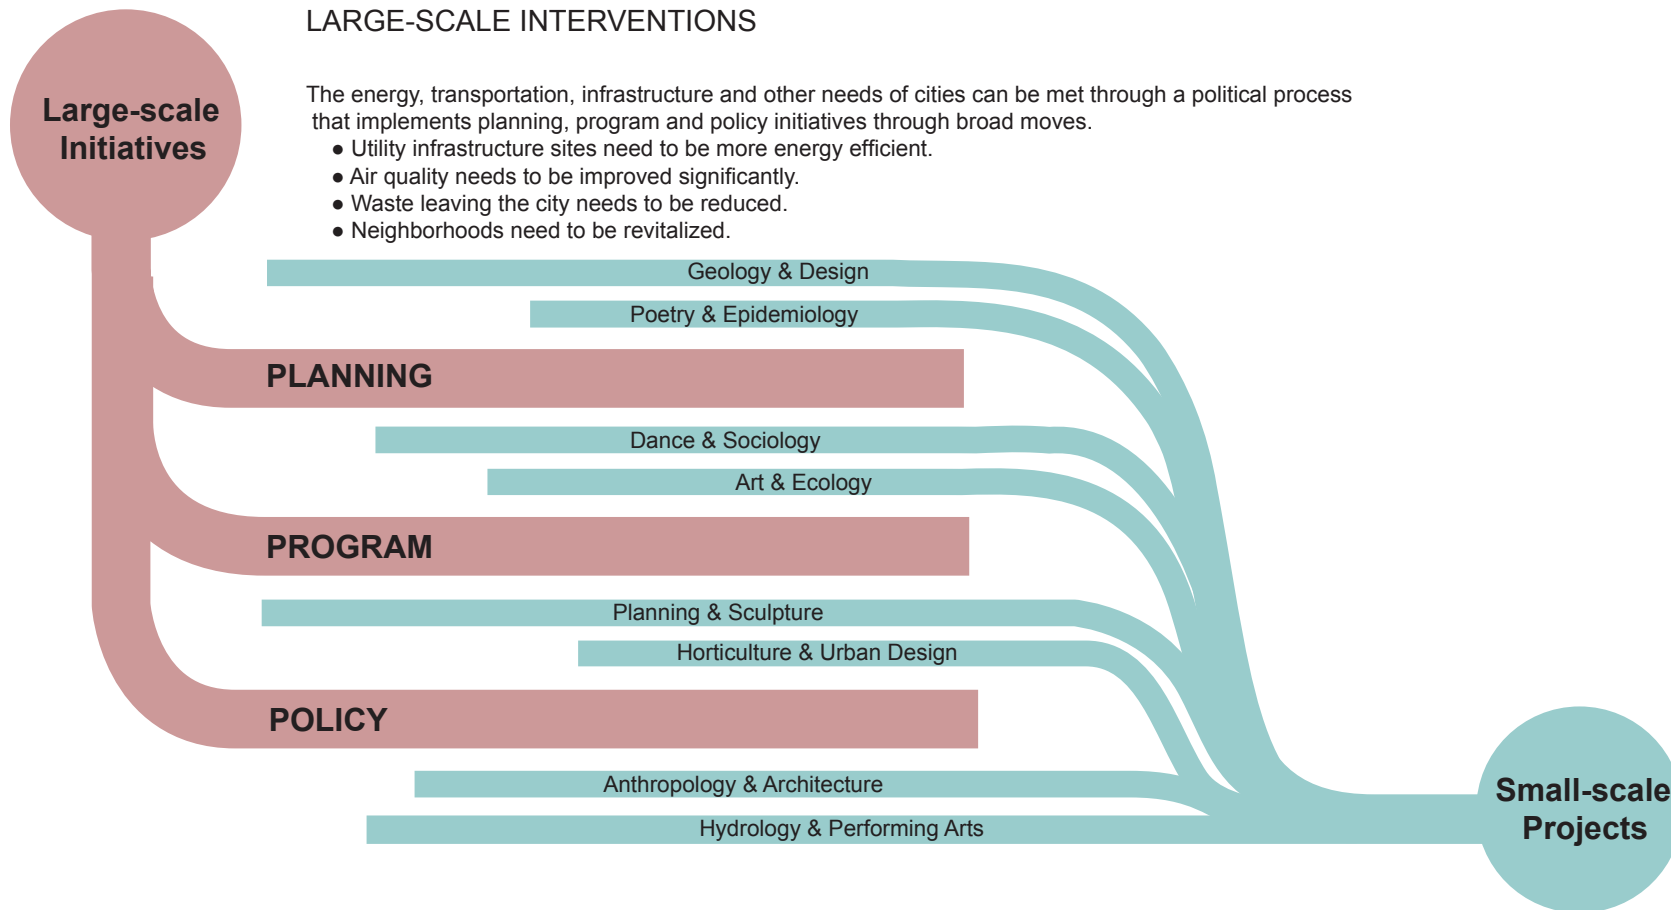 LARGE-SCALE INTERVENTIONS
Large-scale
Initiatives
The energy, transportation, infrastructure and other needs of cities can be met through a political process
that implements planning, program and policy initiatives through broad moves.
● Utility infrastructure sites need to be more energy efficient.
● Air quality needs to be improved significantly.
● Waste leaving the city needs to be reduced.
● Neighborhoods need to be revitalized.
Geology & Design
Poetry & Epidemiology
PLANNING
Dance & Sociology
Art & Ecology
PROGRAM
Planning & Sculpture
Horticulture & Urban Design
POLICY
Anthropology & Architecture
Hydrology & Performing Arts
Small-scale
Projects